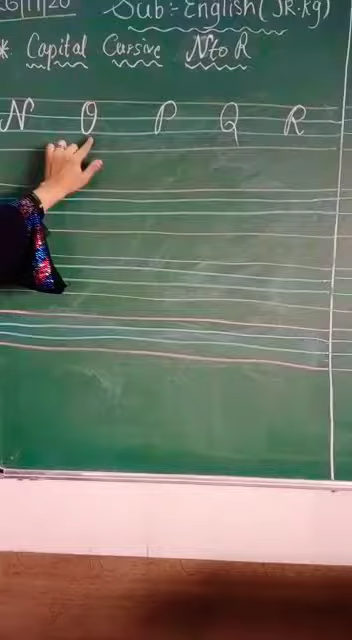 Sub:- English (JR.kg)
* Capital Cursive N to R
N O P Q R